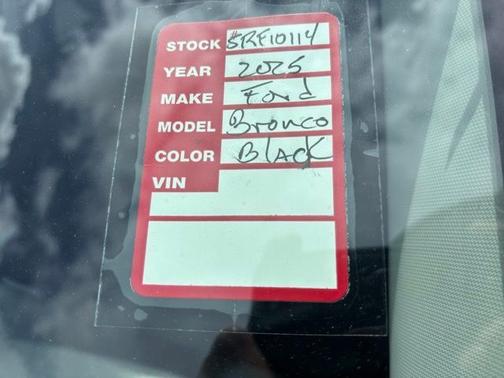 STOCK SRF10114
YEAR 2025
MAKE Ford
MODEL Bronco
COLOR Black
VIN